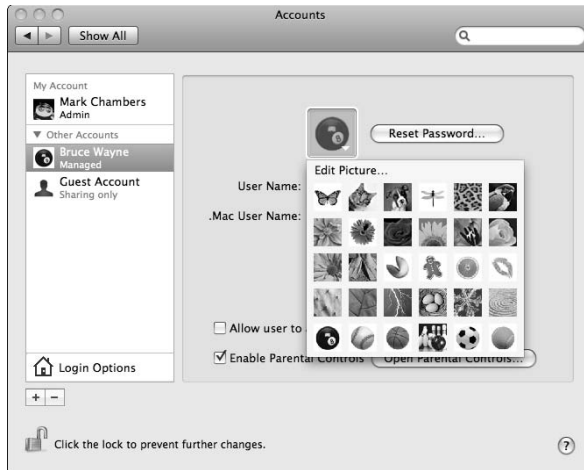 Accounts
Show All
My Account
Mark Chambers
Admin
Other Accounts
Bruce Wayne
Managed
Guest Account
Sharing only
Login Options
Reset Password...
Edit Picture...
User Name:
.Mac User Name:
Allow user to
Enable Parental Controls
Open Parental Controls...
+ −
Click the lock to prevent further changes.
?